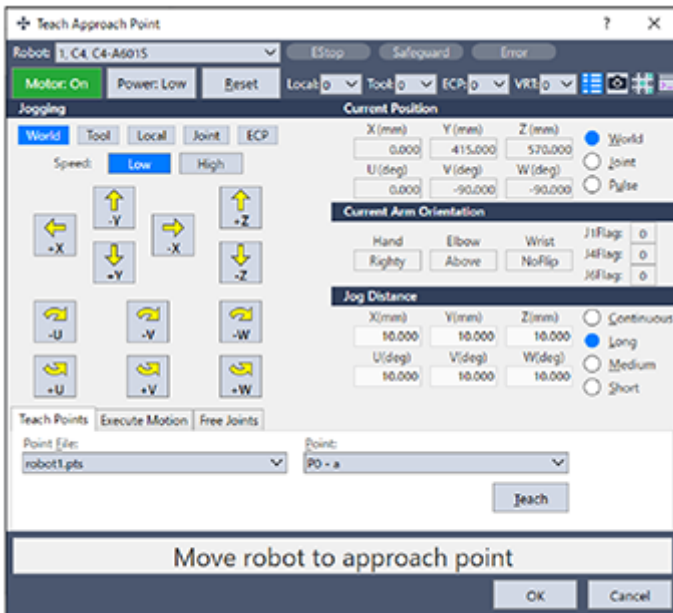 Teach Approach Point ? ×
Robot: 1, C4, C4-A601S EStop Safeguard Error
Motor: On Power: Low Reset Local: 0 Tool: 0 ECP: 0 VRT: 0
Jogging
World Tool Local Joint ECP
Speed: Low High
-Y +Z
+X -X
+Y -Z
-U -V -W
+U +V +W
Current Position
X (mm) Y (mm) Z (mm)
0.000 415.000 570.000
U (deg) V (deg) W (deg)
0.000 -90.000 -90.000
World
Joint
Pulse
Current Arm Orientation
Hand Elbow Wrist
Righty Above NoFlip
J1Flag: 0
J4Flag: 0
J6Flag: 0
Jog Distance
X(mm) Y(mm) Z(mm)
10.000 10.000 10.000
U(deg) V(deg) W(deg)
10.000 10.000 10.000
Continuous
Long
Medium
Short
Teach Points Execute Motion Free Joints
Point File: Point:
robot1.pts P0 - a
Teach
Move robot to approach point
OK Cancel